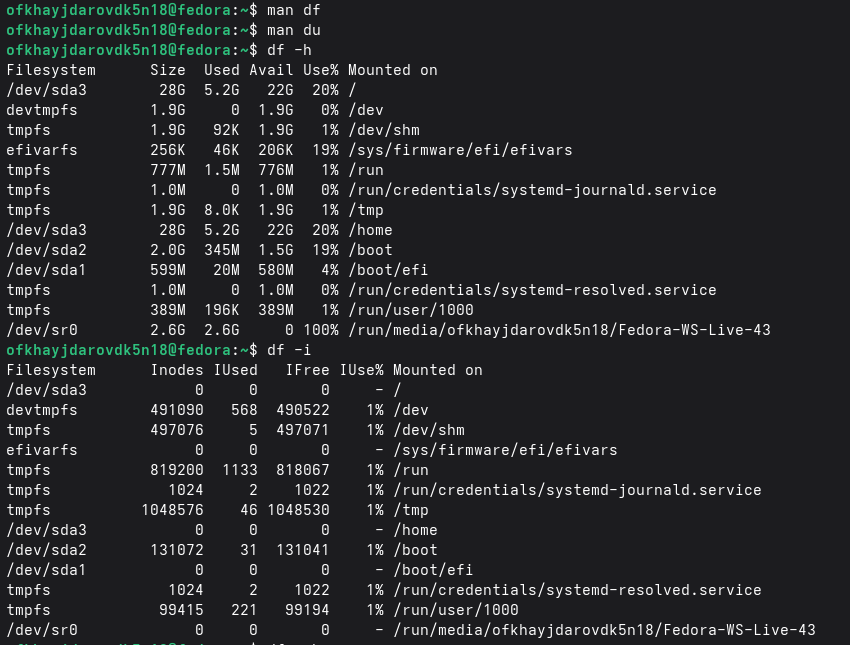 ofkhayjdarovdk5n18@fedora:~$ man df
ofkhayjdarovdk5n18@fedora:~$ man du
ofkhayjdarovdk5n18@fedora:~$ df -h
Filesystem      Size  Used Avail Use% Mounted on
/dev/sda3        28G  5.2G   22G  20% /
devtmpfs        1.9G     0  1.9G   0% /dev
tmpfs           1.9G   92K  1.9G   1% /dev/shm
efivarfs        256K   46K  206K  19% /sys/firmware/efi/efivars
tmpfs           777M  1.5M  776M   1% /run
tmpfs           1.0M     0  1.0M   0% /run/credentials/systemd-journald.service
tmpfs           1.9G  8.0K  1.9G   1% /tmp
/dev/sda3        28G  5.2G   22G  20% /home
/dev/sda2       2.0G  345M  1.5G  19% /boot
/dev/sda1       599M   20M  580M   4% /boot/efi
tmpfs           1.0M     0  1.0M   0% /run/credentials/systemd-resolved.service
tmpfs           389M  196K  389M   1% /run/user/1000
/dev/sr0        2.6G  2.6G     0 100% /run/media/ofkhayjdarovdk5n18/Fedora-WS-Live-43
ofkhayjdarovdk5n18@fedora:~$ df -i
Filesystem      Inodes IUsed   IFree IUse% Mounted on
/dev/sda3            0     0       0     - /
devtmpfs        491090   568  490522    1% /dev
tmpfs           497076     5  497071    1% /dev/shm
efivarfs             0     0       0     - /sys/firmware/efi/efivars
tmpfs           819200  1133  818067    1% /run
tmpfs             1024     2    1022    1% /run/credentials/systemd-journald.service
tmpfs          1048576    46 1048530    1% /tmp
/dev/sda3            0     0       0     - /home
/dev/sda2       131072    31  131041    1% /boot
/dev/sda1            0     0       0     - /boot/efi
tmpfs             1024     2    1022    1% /run/credentials/systemd-resolved.service
tmpfs            99415   221   99194    1% /run/user/1000
/dev/sr0             0     0       0     - /run/media/ofkhayjdarovdk5n18/Fedora-WS-Live-43